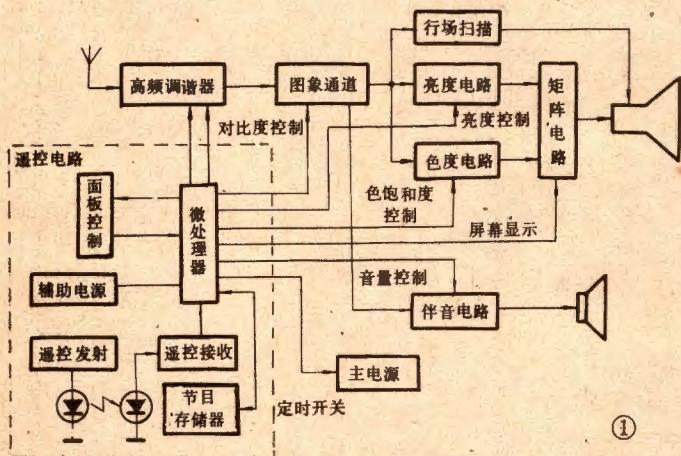 行场扫描
高频调谐器
图象通道
亮度电路
矩阵电路
对比度控制
亮度控制
遥控电路
色度电路
面板控制
微处理器
色饱和度
控制
屏幕显示
辅助电源
音量控制
伴音电路
遥控发射
遥控接收
主电源
节目
存储器
定时开关
①